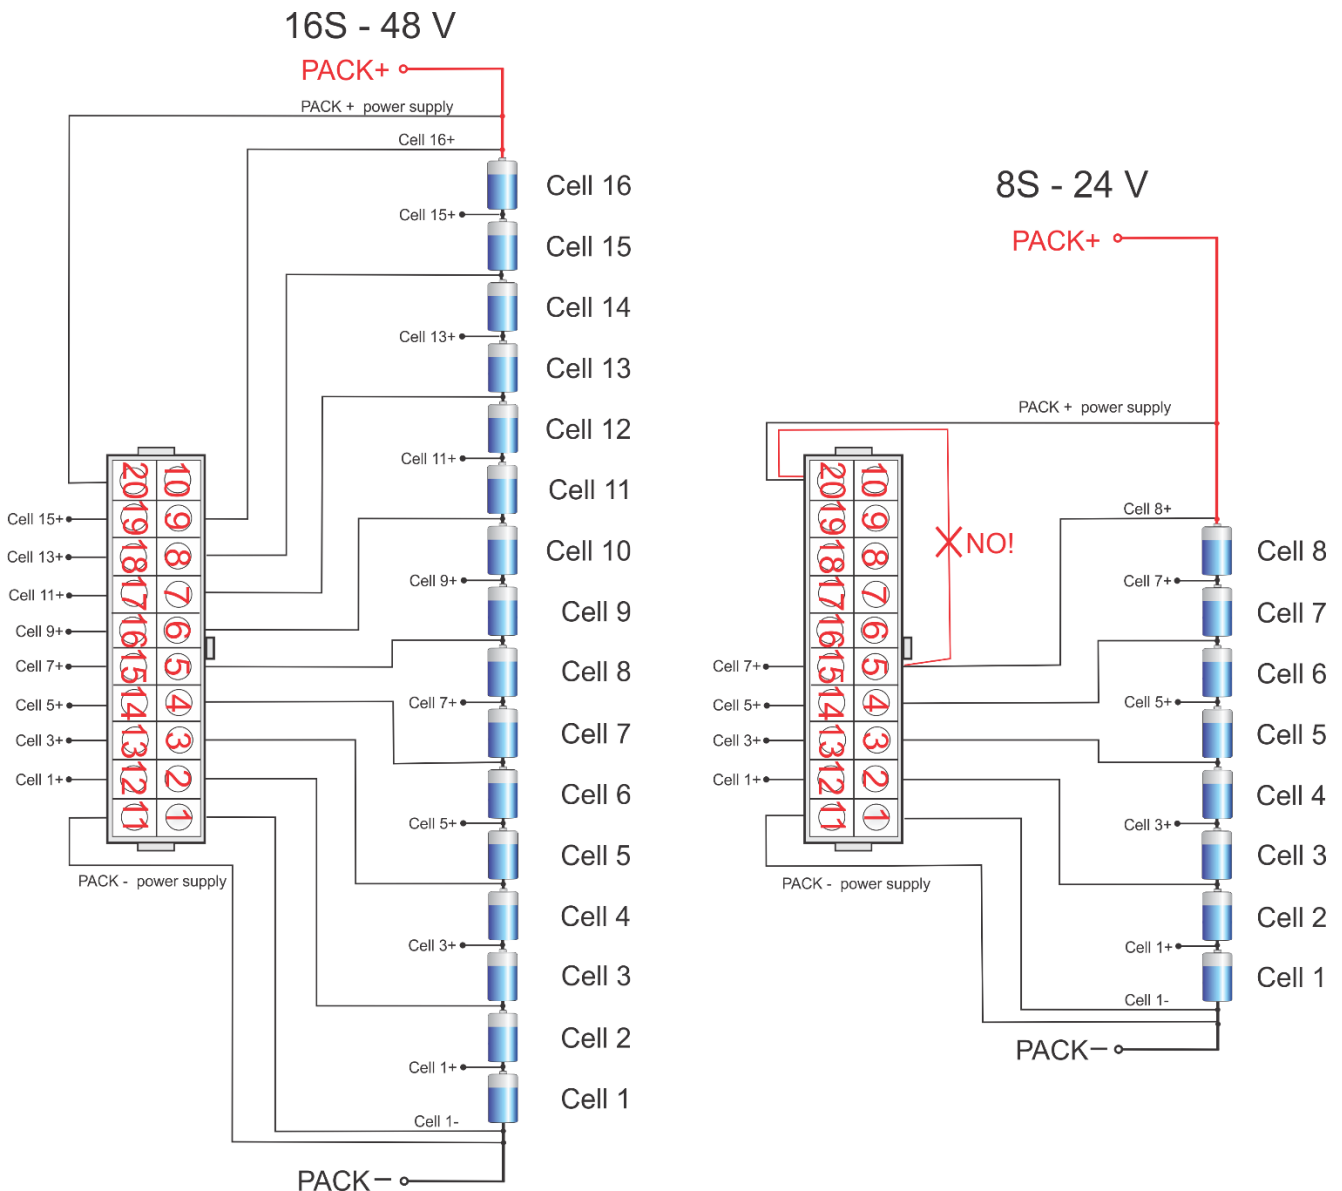 16S - 48 V
PACK+
PACK + power supply
Cell 16+
Cell 16
Cell 15+
Cell 15
Cell 14
Cell 13+
Cell 13
Cell 12
Cell 11+
Cell 11
Cell 10
Cell 9+
Cell 9
Cell 8
Cell 7+
Cell 7
Cell 6
Cell 5+
Cell 5
Cell 4
Cell 3+
Cell 3
Cell 2
Cell 1+
Cell 1
Cell 1-
PACK-
20 10
Cell 15+ 19 9
Cell 13+ 18 8
Cell 11+ 17 7
Cell 9+ 16 6
Cell 7+ 15 5
Cell 5+ 14 4
Cell 3+ 13 3
Cell 1+ 12 2
11 1
PACK - power supply
8S - 24 V
PACK+
PACK + power supply
Cell 8+
NO!
Cell 8
Cell 7+
Cell 7
Cell 6
Cell 5+
Cell 5
Cell 4
Cell 3+
Cell 3
Cell 2
Cell 1+
Cell 1
Cell 1-
PACK-
20 10
19 9
18 8
17 7
16 6
Cell 7+ 15 5
Cell 5+ 14 4
Cell 3+ 13 3
Cell 1+ 12 2
11 1
PACK - power supply